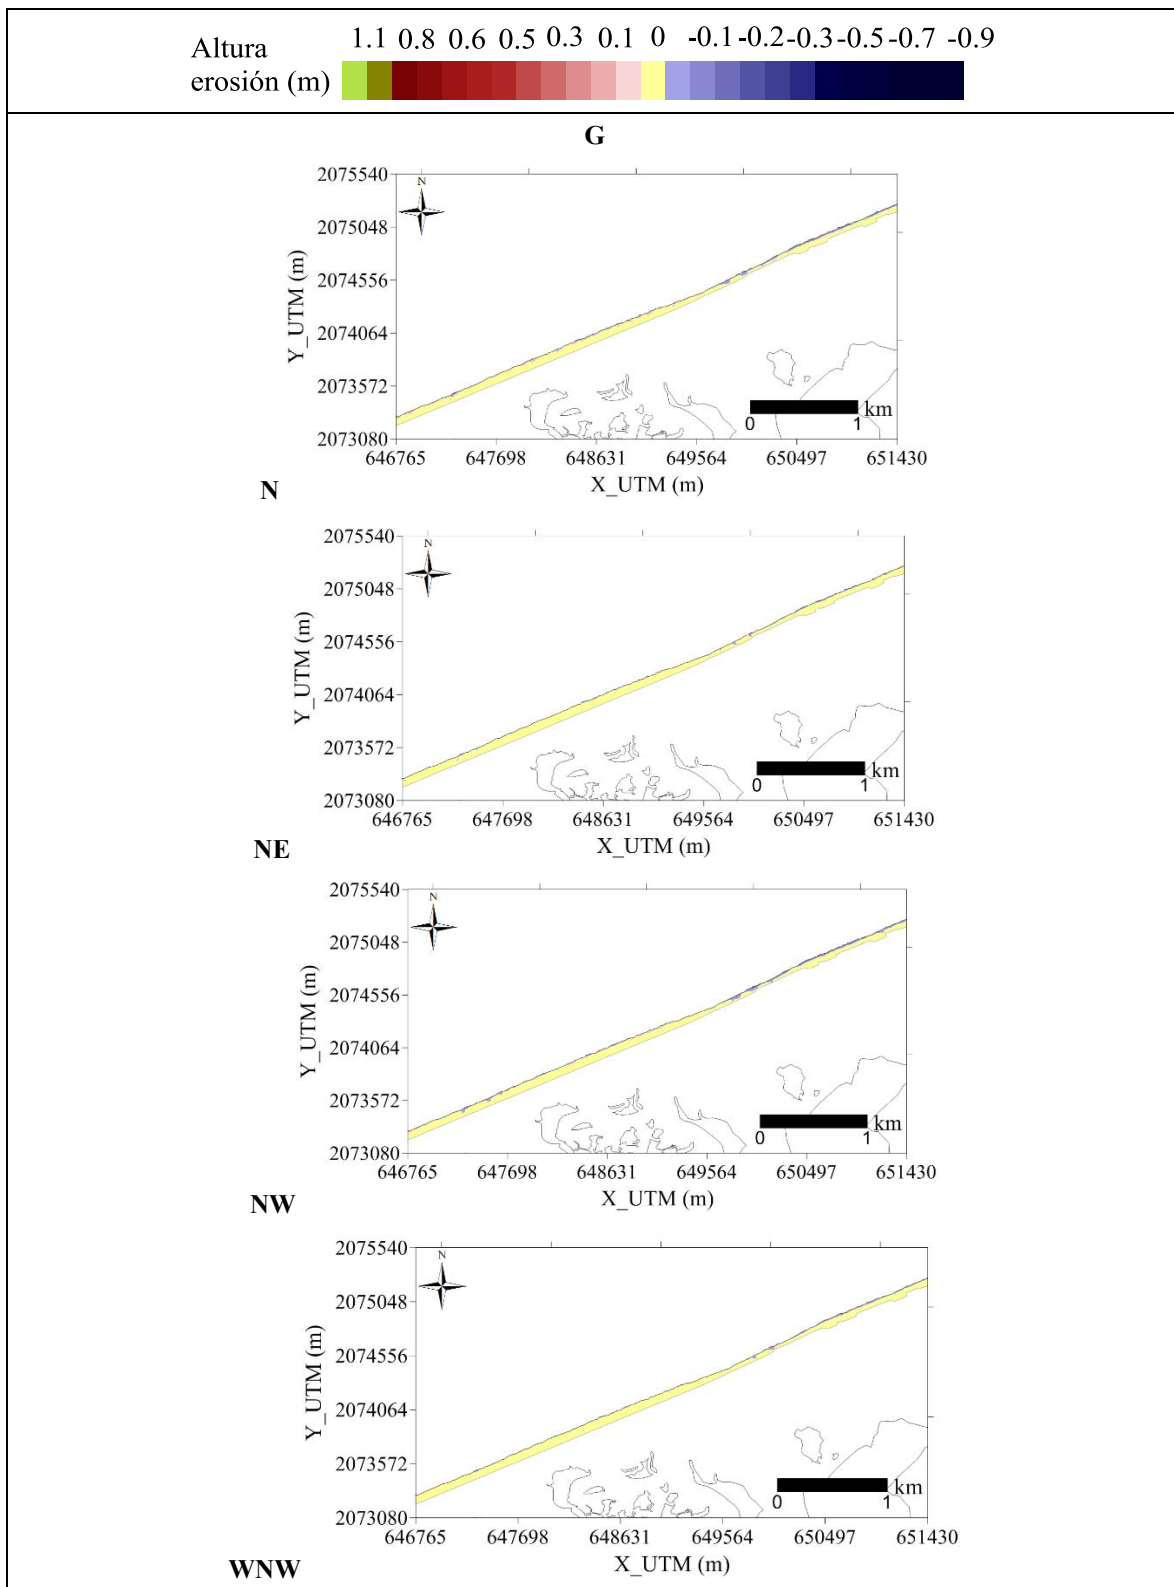 Altura erosión (m)
1.1 0.8 0.6 0.5 0.3 0.1 0 -0.1 -0.2 -0.3 -0.5 -0.7 -0.9
G
N
2075540
2075048
2074556
2074064
2073572
2073080
Y_UTM (m)
0 1 km
646765 647698 648631 649564 650497 651430
X_UTM (m)
N
N
2075540
2075048
2074556
2074064
2073572
2073080
Y_UTM (m)
0 1 km
646765 647698 648631 649564 650497 651430
X_UTM (m)
NE
N
2075540
2075048
2074556
2074064
2073572
2073080
Y_UTM (m)
0 1 km
646765 647698 648631 649564 650497 651430
X_UTM (m)
NW
N
2075540
2075048
2074556
2074064
2073572
2073080
Y_UTM (m)
0 1 km
646765 647698 648631 649564 650497 651430
X_UTM (m)
WNW